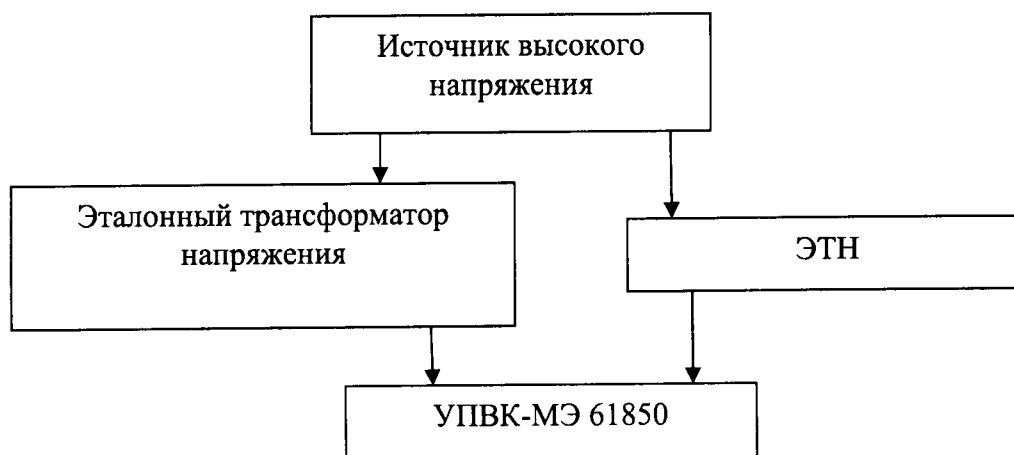 Источник высокого
напряжения
Эталонный трансформатор
напряжения
ЭТН
УПВК-МЭ 61850